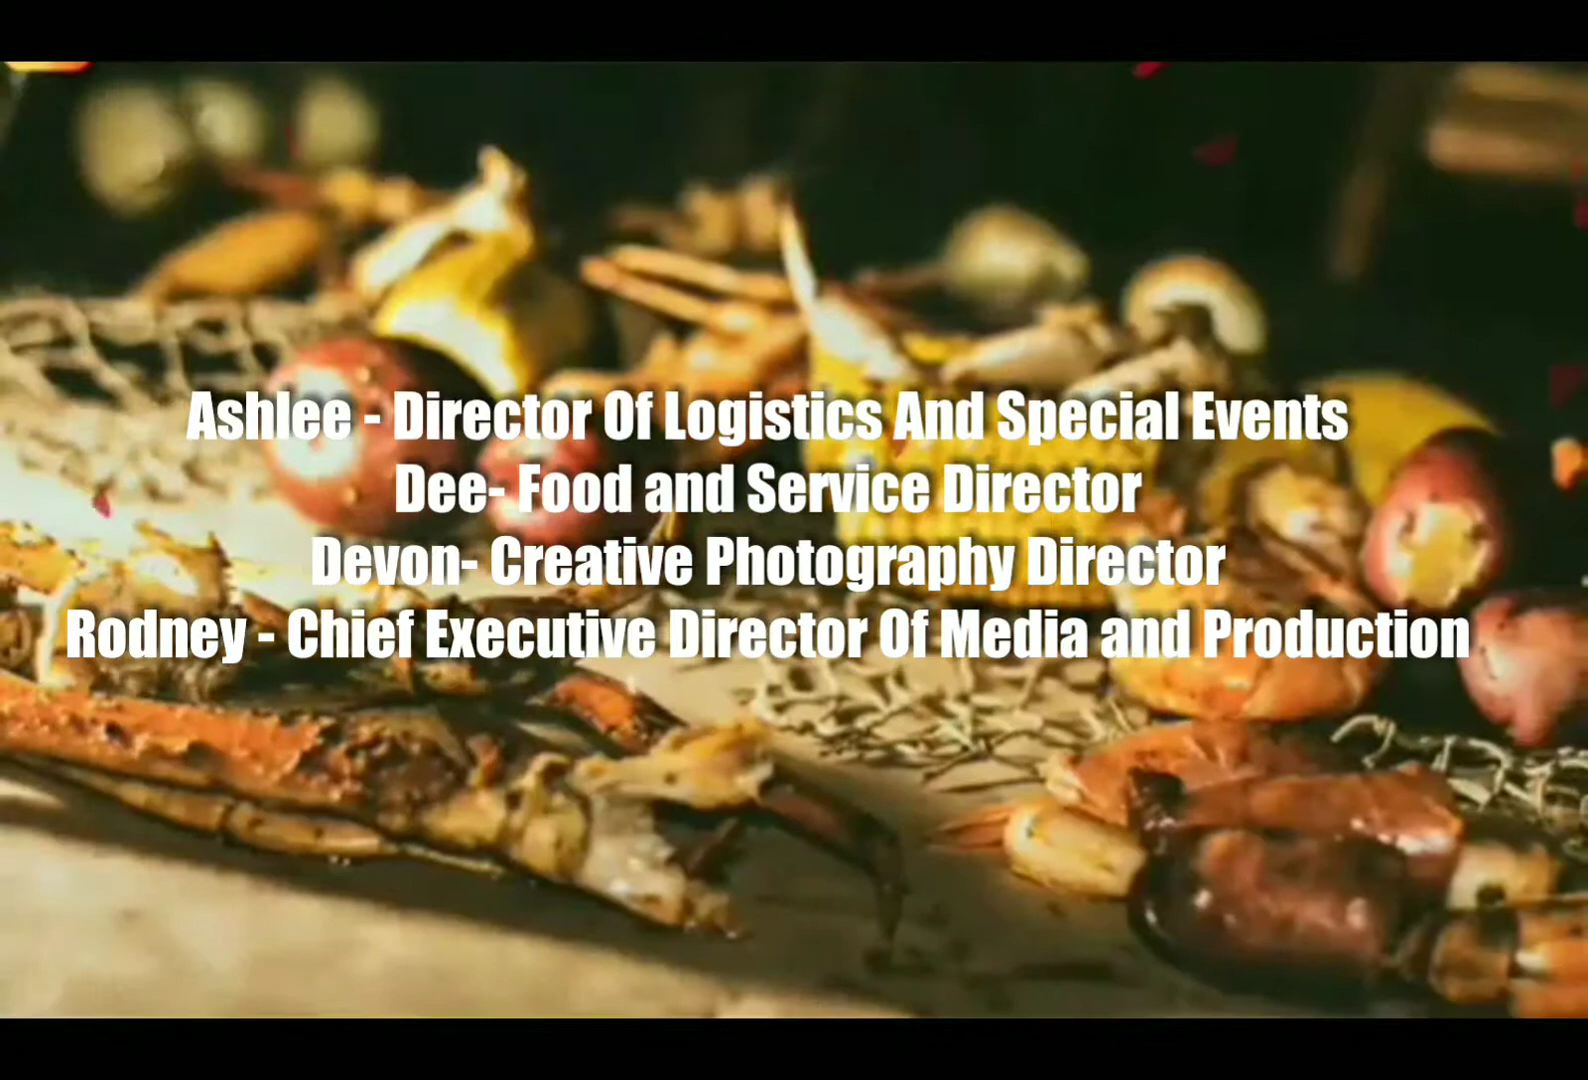 Ashlee - Director Of Logistics And Special Events
Dee- Food and Service Director
Devon- Creative Photography Director
Rodney - Chief Executive Director Of Media and Production